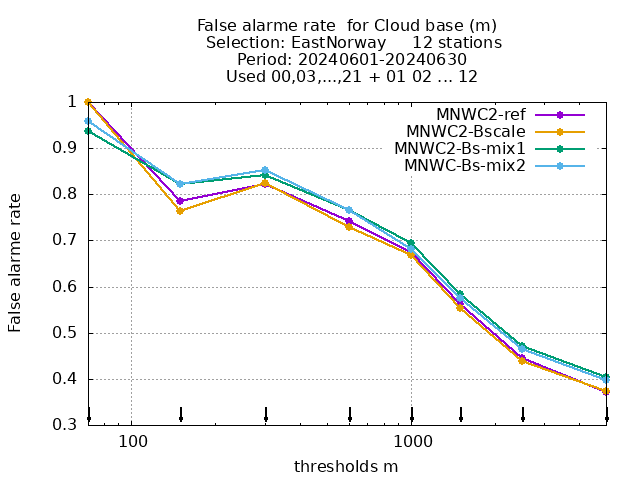 False alarme rate  for Cloud base (m)
Selection: EastNorway     12 stations
Period: 20240601-20240630
Used 00,03,...,21 + 01 02 ... 12
MNWC2-ref
MNWC2-Bscale
MNWC2-Bs-mix1
MNWC-Bs-mix2
False alarme rate
1
0.9
0.8
0.7
0.6
0.5
0.4
0.3
100
1000
thresholds m